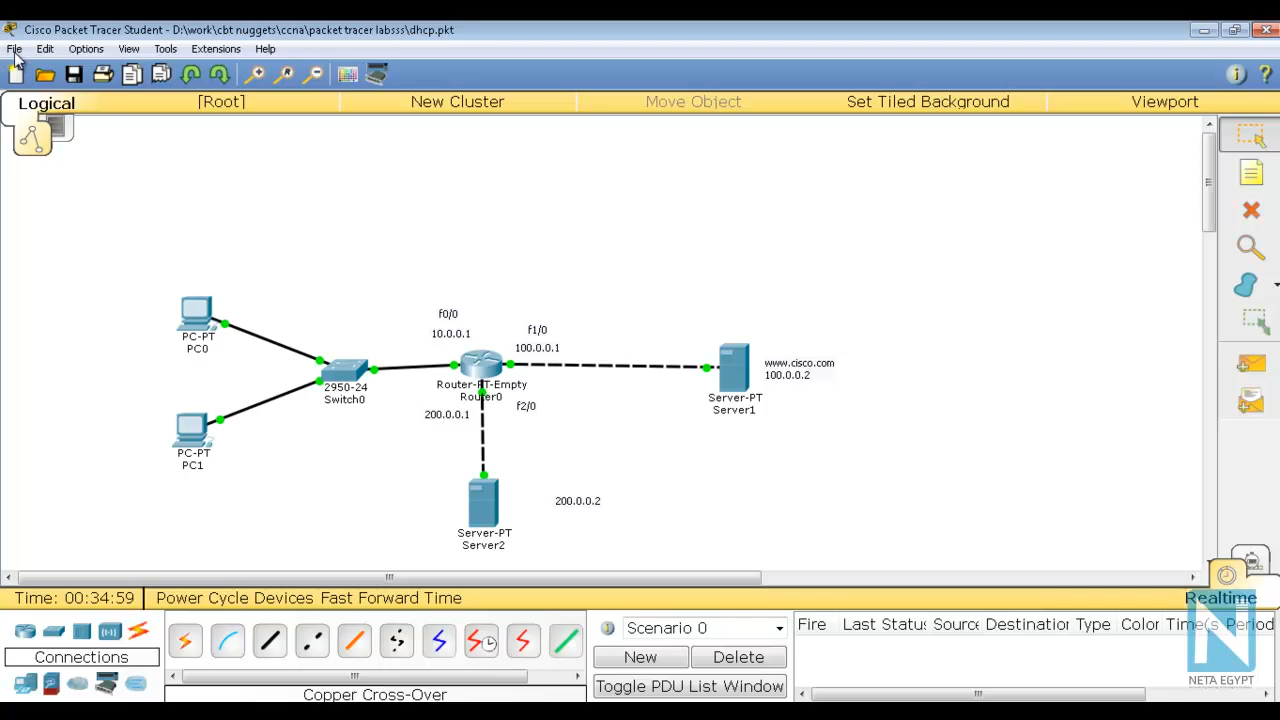 Cisco Packet Tracer Student - D:\work\cbt nuggets\ccna\packet tracer labsss\dhcp.pkt
File Edit Options View Tools Extensions Help
Logical [Root] New Cluster Move Object Set Tiled Background Viewport
f0/0
10.0.0.1
f1/0
100.0.0.1
PC-PT
PC0
2950-24
Switch0
Router-PT-Empty
Router0
www.cisco.com
100.0.0.2
Server-PT
Server1
f2/0
200.0.0.1
PC-PT
PC1
200.0.0.2
Server-PT
Server2
Time: 00:34:59 Power Cycle Devices Fast Forward Time Realtime
Scenario 0
Fire Last Status Source Destination Type Color Time(s Period
Connections
New Delete
Toggle PDU List Window
Copper Cross-Over
NETA EGYPT